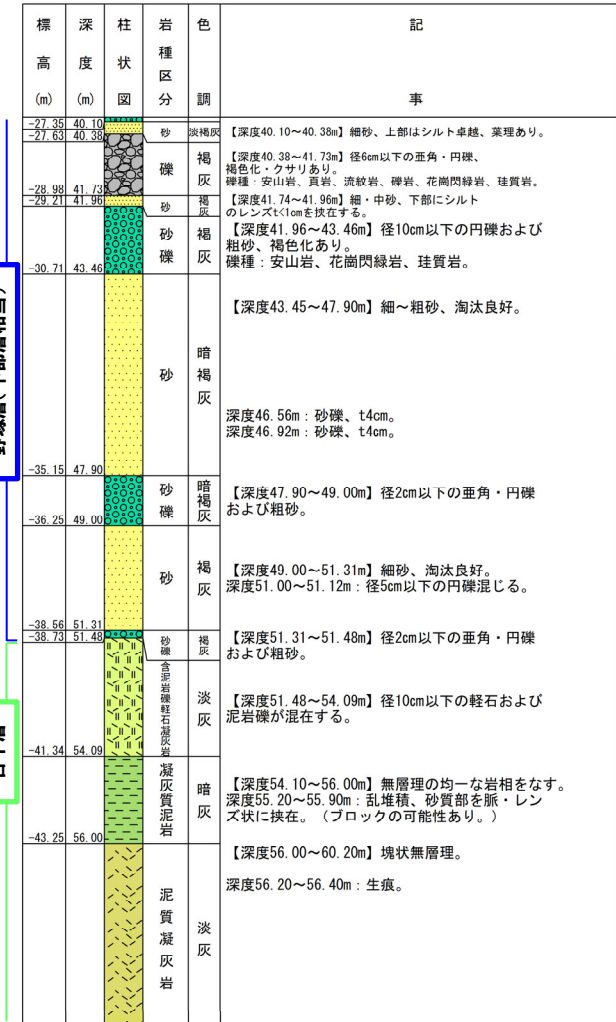 標高(m) 深度(m) 柱状図 岩種区分 色調 記事
-27.35 40.10
-27.63 40.38 砂 淡褐灰 【深度40.10～40.38m】細砂、上部はシルト卓越、葉理あり。
礫 褐灰 【深度40.38～41.73m】径6cm以下の亜角・円礫、
褐色化・クサリあり。
礫種：安山岩、頁岩、流紋岩、礫岩、花崗閃緑岩、珪質岩。
-28.98 41.73
-29.21 41.96 砂 褐灰 【深度41.74～41.96m】細・中砂、下部にシルト
のレンズt<1cmを挟在する。
砂礫 褐灰 【深度41.96～43.46m】径10cm以下の円礫および
粗砂、褐色化あり。
礫種：安山岩、花崗閃緑岩、珪質岩。
-30.71 43.46
砂 暗褐灰 【深度43.45～47.90m】細～粗砂、淘汰良好。
深度46.56m：砂礫、t4cm。
深度46.92m：砂礫、t4cm。
-35.15 47.90
砂礫 暗褐灰 【深度47.90～49.00m】径2cm以下の亜角・円礫
および粗砂。
-36.25 49.00
砂 褐灰 【深度49.00～51.31m】細砂、淘汰良好。
深度51.00～51.12m：径5cm以下の円礫混じる。
-38.56 51.31
-38.73 51.48 砂礫 褐灰 【深度51.31～51.48m】径2cm以下の亜角・円礫
および粗砂。
含泥岩礫軽石凝灰岩 淡灰 【深度51.48～54.09m】径10cm以下の軽石および
泥岩礫が混在する。
-41.34 54.09
凝灰質泥岩 暗灰 【深度54.10～56.00m】無層理の均一な岩相をなす。
深度55.20～55.90m：乱堆積、砂質部を脈・レン
ズ状に挟在。（ブロックの可能性あり。）
-43.25 56.00
泥質凝灰岩 淡灰 【深度56.00～60.20m】塊状無層理。
深度56.20～56.40m：生痕。